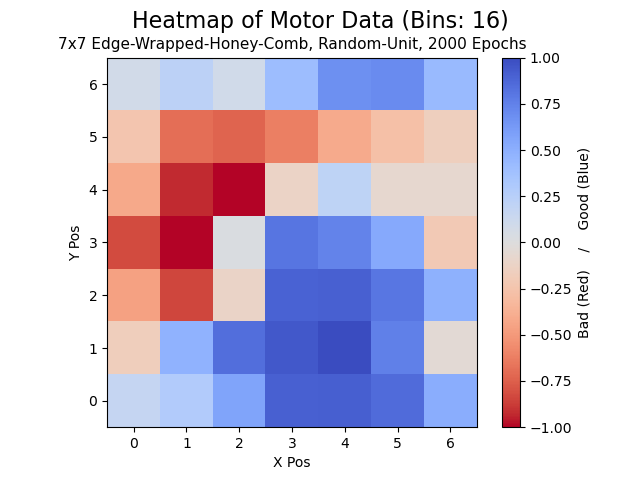 Heatmap of Motor Data (Bins: 16)
7x7 Edge-Wrapped-Honey-Comb, Random-Unit, 2000 Epochs
6
5
4
3
2
1
0
Y Pos
0 1 2 3 4 5 6
X Pos
1.00
0.75
0.50
0.25
0.00
−0.25
−0.50
−0.75
−1.00
Bad (Red) / Good (Blue)